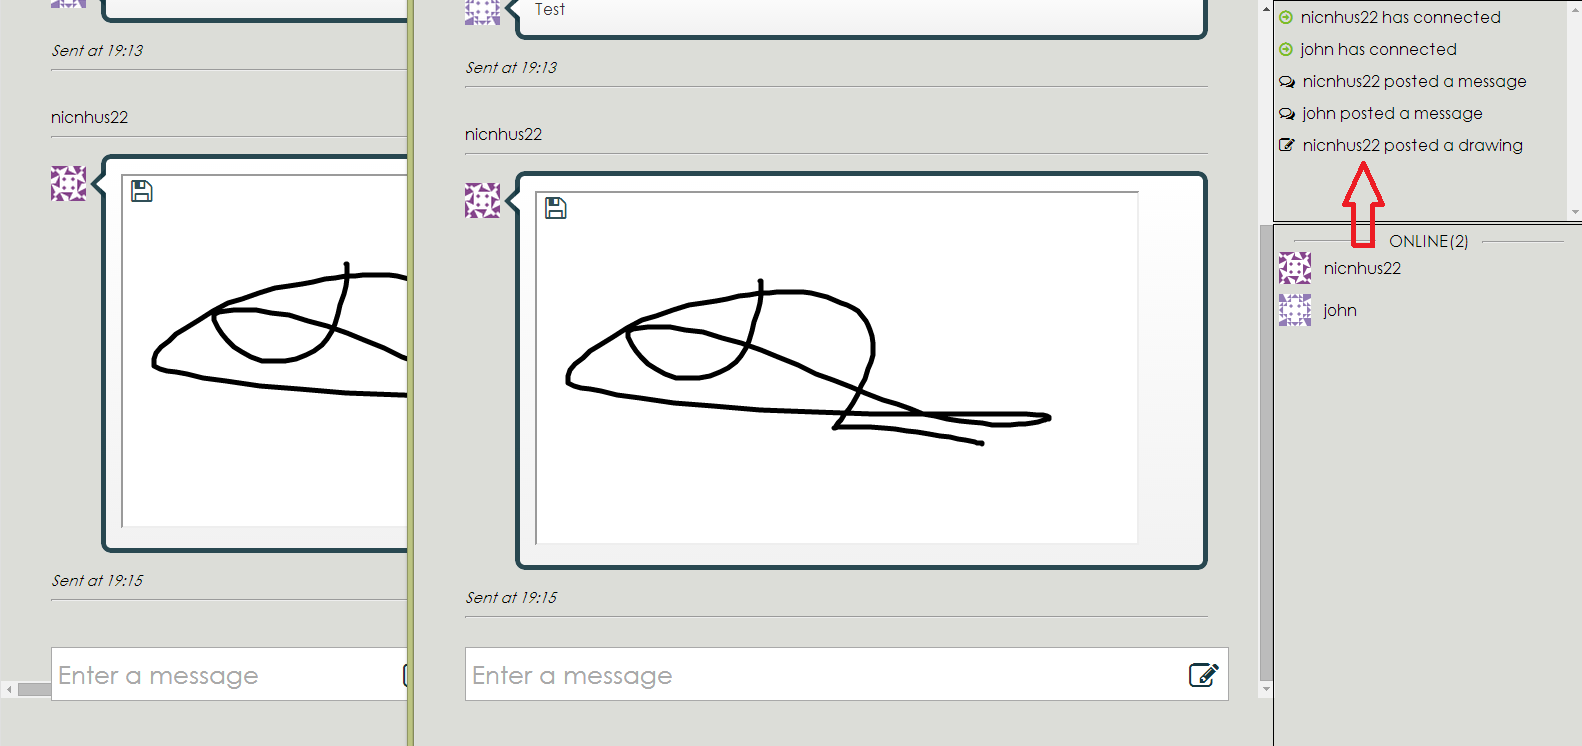 Sent at 19:13
nicnhus22
Sent at 19:15
Enter a message
Test
Sent at 19:13
nicnhus22
Sent at 19:15
Enter a message
nicnhus22 has connected
john has connected
nicnhus22 posted a message
john posted a message
nicnhus22 posted a drawing
ONLINE(2)
nicnhus22
john